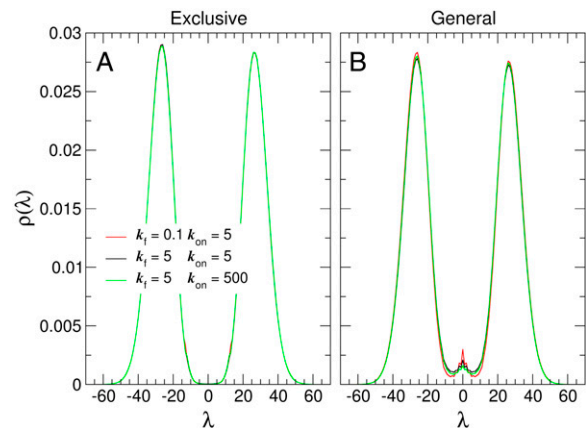 Exclusive General
A B
0.03
0.025
0.02
0.015
0.01
0.005
0
ρ(λ)
k_f = 0.1 k_on = 5
k_f = 5 k_on = 5
k_f = 5 k_on = 500
-60 -40 -20 0 20 40 60 -60 -40 -20 0 20 40 60
λ λ